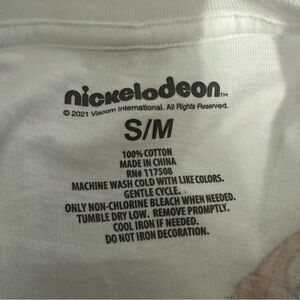 nickelodeon™
© 2021 Viacom International. All Rights Reserved.
S/M
100% COTTON
MADE IN CHINA
RN# 117508
MACHINE WASH COLD WITH LIKE COLORS.
GENTLE CYCLE.
ONLY NON-CHLORINE BLEACH WHEN NEEDED.
TUMBLE DRY LOW. REMOVE PROMPTLY.
COOL IRON IF NEEDED.
DO NOT IRON DECORATION.